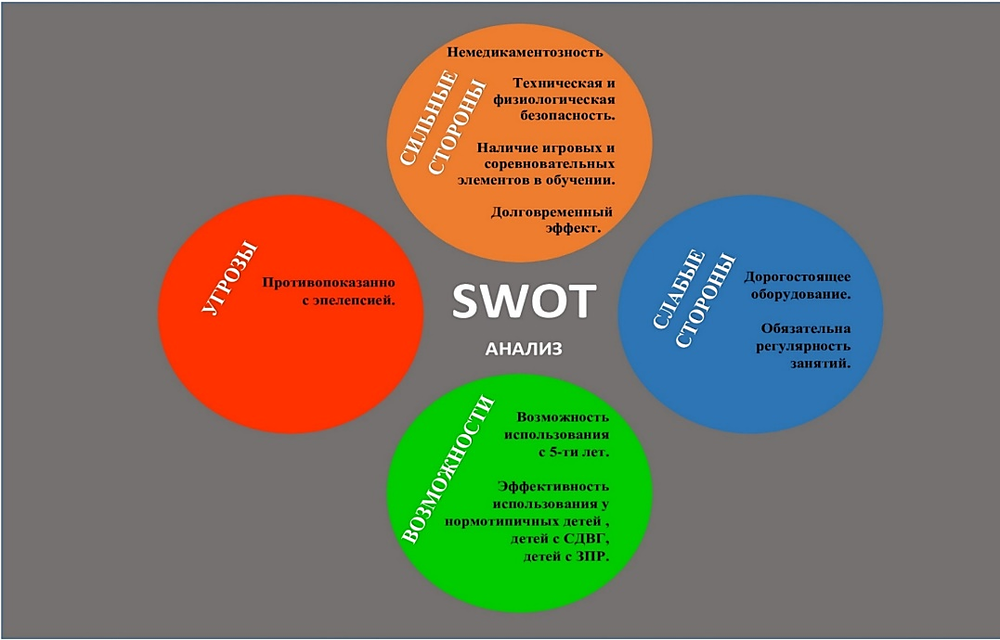 СИЛЬНЫЕ
СТОРОНЫ
Немедикаментозность
Техническая и
физиологическая
безопасность.
Наличие игровых и
соревновательных
элементов в обучении.
Долговременный
эффект.
УГРОЗЫ
Противопоказанно
с эпелепсией.
SWOT
АНАЛИЗ
СЛАБЫЕ
СТОРОНЫ
Дорогостоящее
оборудование.
Обязательна
регулярность
занятий.
ВОЗМОЖНОСТИ
Возможность
использования
с 5-ти лет.
Эффективность
использования у
нормотипичных детей ,
детей с СДВГ,
детей с ЗПР.